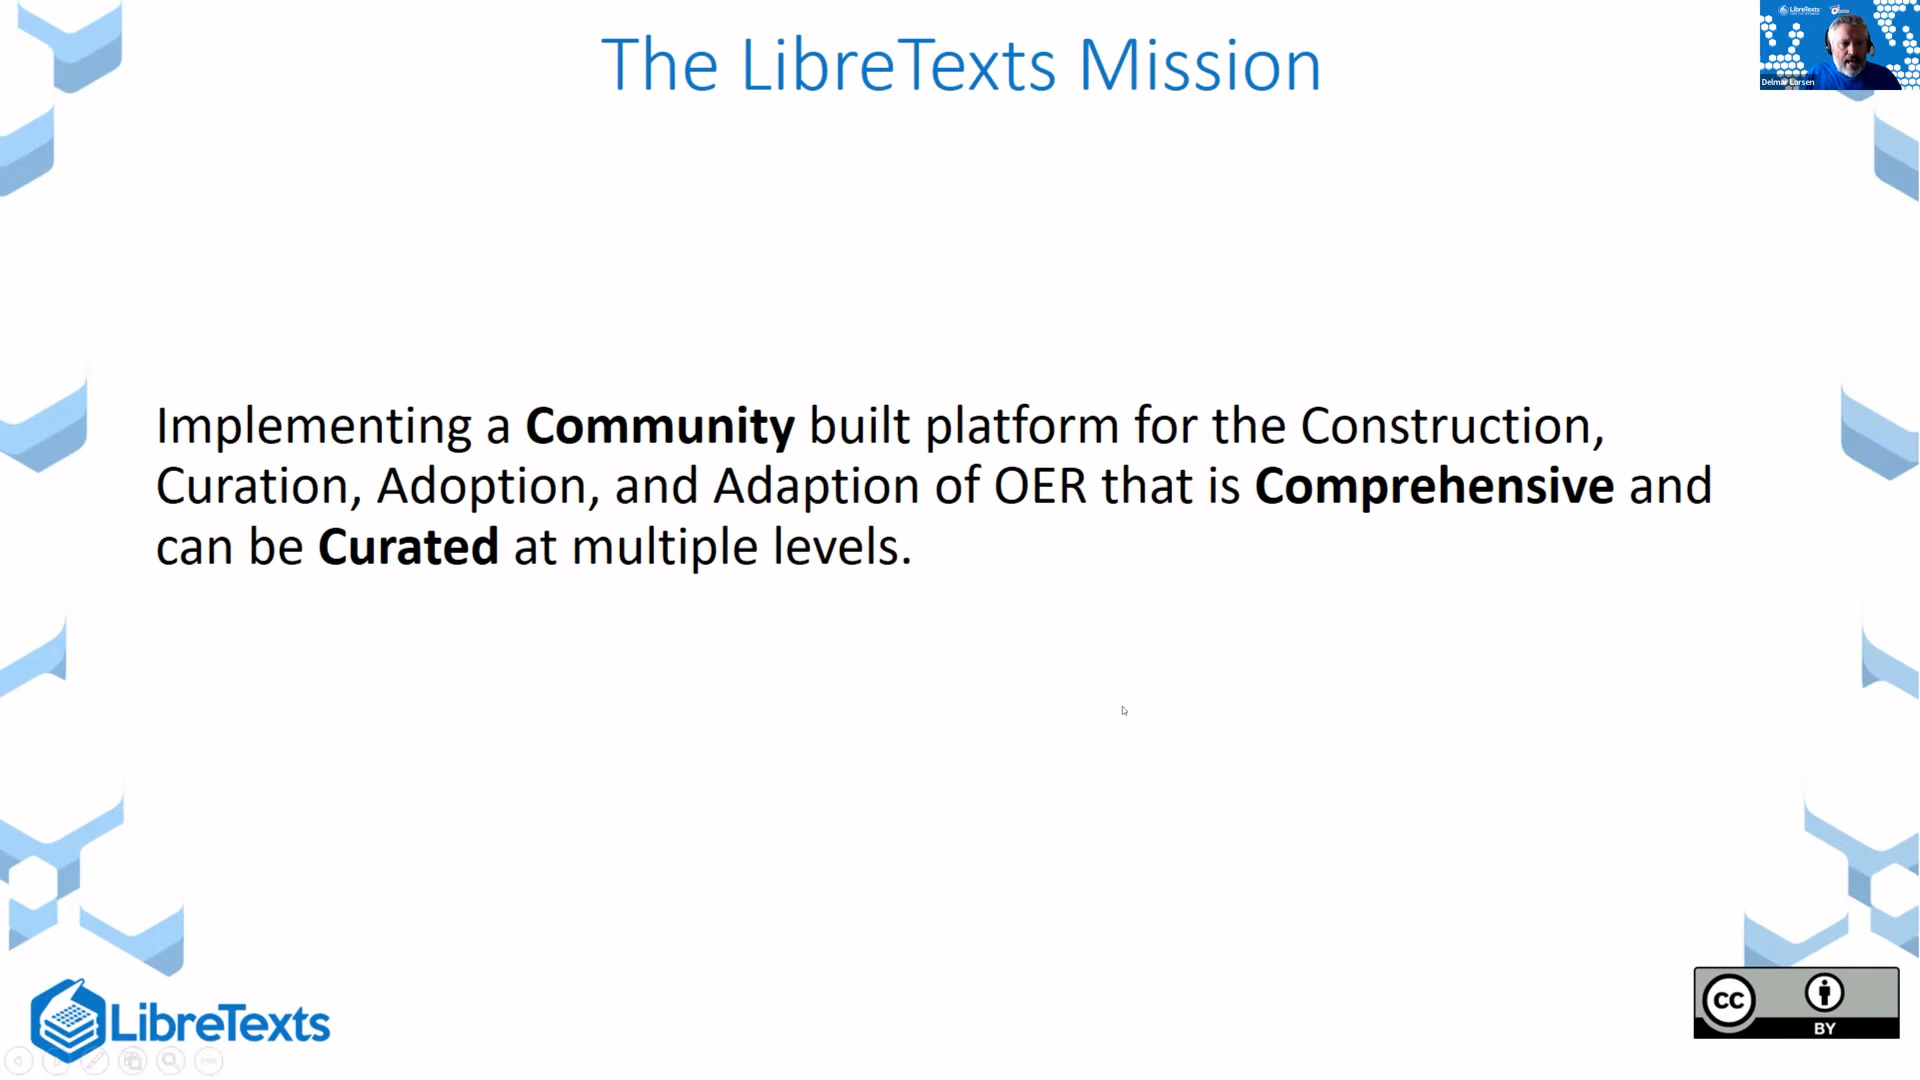 The LibreTexts Mission
LibreTexts
Delmar Larsen
Implementing a Community built platform for the Construction,
Curation, Adoption, and Adaption of OER that is Comprehensive and
can be Curated at multiple levels.
LibreTexts
CC
BY